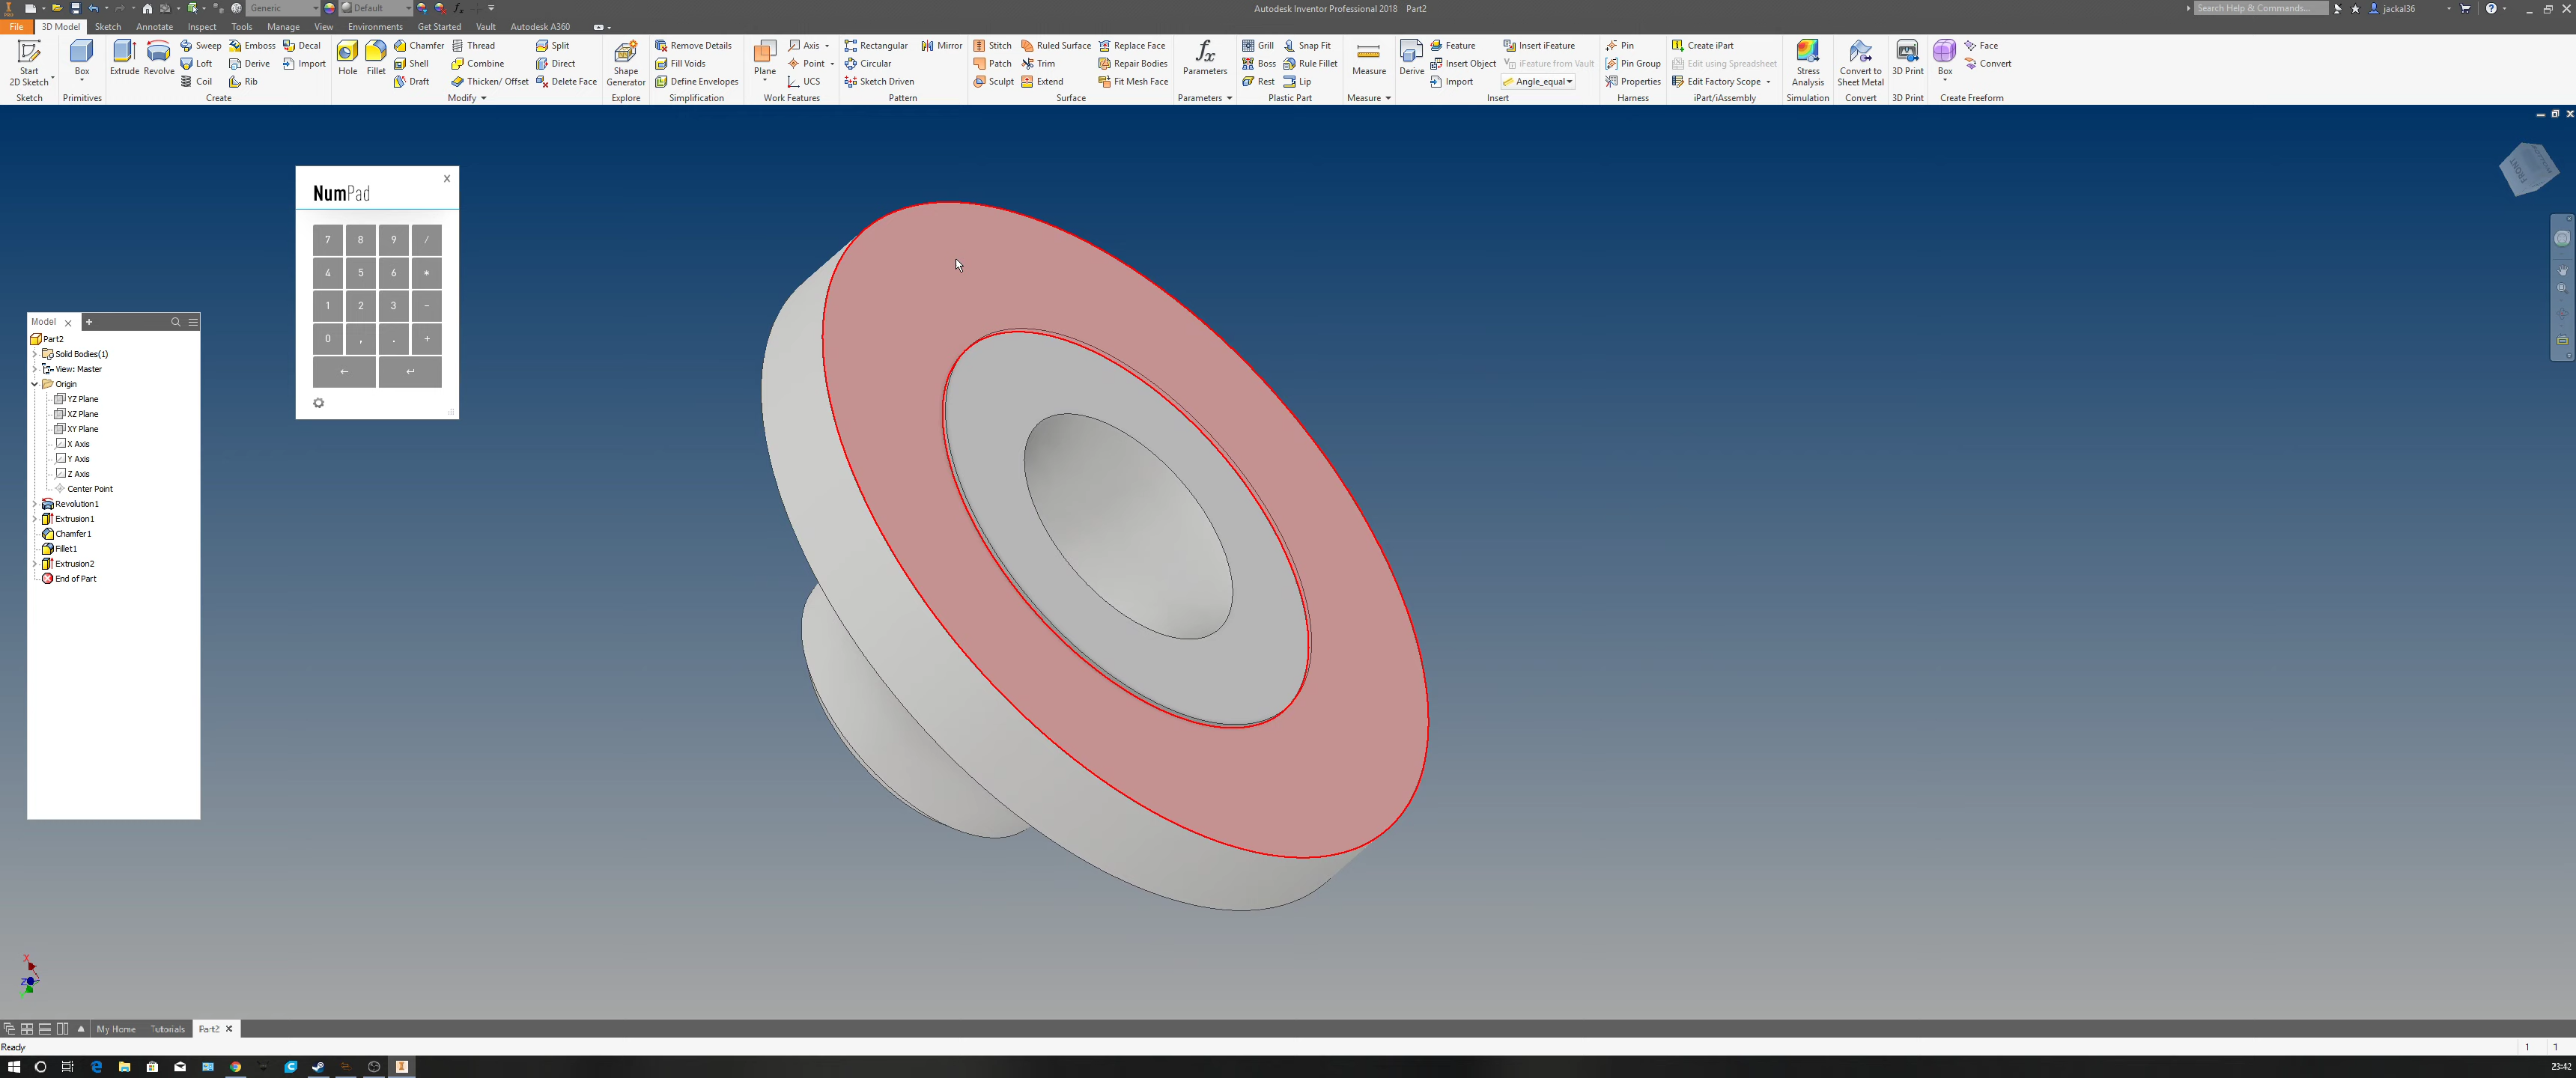 Generic
Default
Autodesk Inventor Professional 2018 Part2
Search Help & Commands...
jackal36
File 3D Model Sketch Annotate Inspect Tools Manage View Environments Get Started Vault Autodesk A360
Start 2D Sketch
Sketch
Box
Primitives
Extrude Revolve
Sweep Emboss Decal
Loft Derive Import
Coil Rib
Create
Hole Fillet
Chamfer Thread Split
Shell Combine Direct
Draft Thicken/ Offset Delete Face
Modify
Shape Generator
Explore
Remove Details
Fill Voids
Define Envelopes
Simplification
Plane
Axis
Point
UCS
Work Features
Rectangular Mirror
Circular
Sketch Driven
Pattern
Stitch Ruled Surface Replace Face
Patch Trim Repair Bodies
Sculpt Extend Fit Mesh Face
Surface
fx
Parameters
Parameters
Grill Snap Fit
Boss Rule Fillet
Rest Lip
Plastic Part
Measure
Measure
Derive
Feature Insert iFeature
Insert Object iFeature from Vault
Import Angle_equal
Insert
Pin
Pin Group
Properties
Harness
Create iPart
Edit using Spreadsheet
Edit Factory Scope
iPart/iAssembly
Stress Analysis
Simulation
Convert to Sheet Metal
Convert
3D Print
3D Print
Box
Face
Convert
Create Freeform
FRONT
NumPad
X
7 8 9 /
4 5 6 *
1 2 3 -
0 , . +
Model
Part2
Solid Bodies(1)
View: Master
Origin
YZ Plane
XZ Plane
XY Plane
X Axis
Y Axis
Z Axis
Center Point
Revolution1
Extrusion1
Chamfer1
Fillet1
Extrusion2
End of Part
X
Z
My Home Tutorials Part2
Ready
1 1
23:42